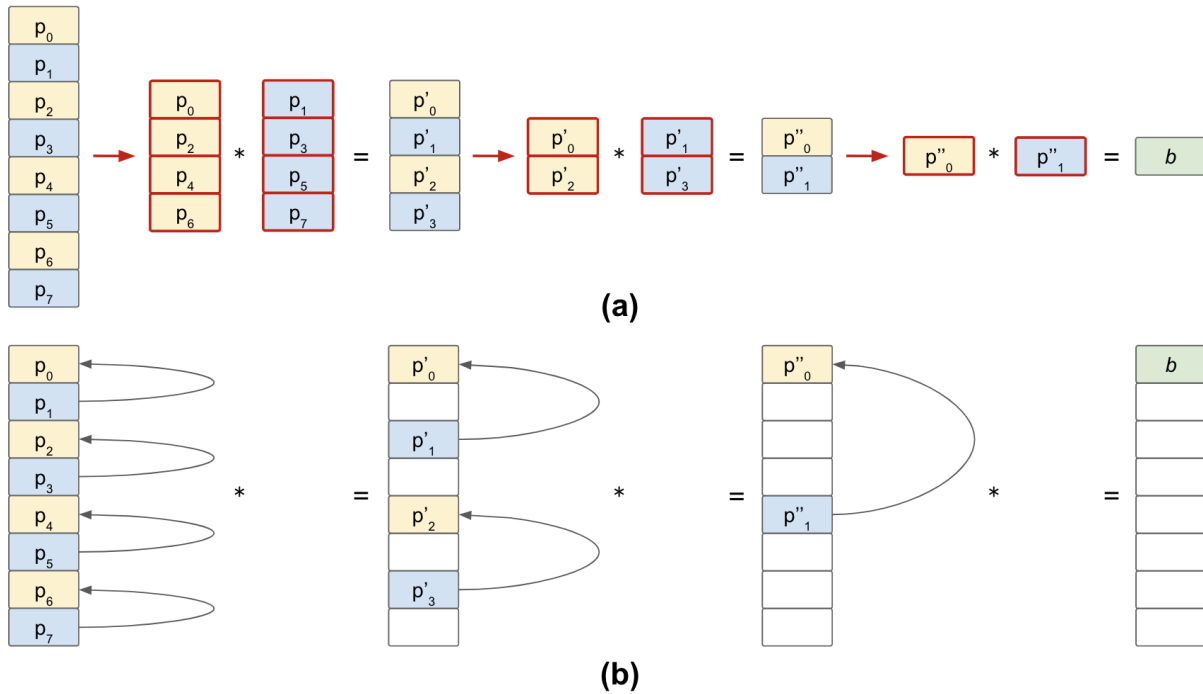 p0
p1
p2
p3
p4
p5
p6
p7
p0 * p1 = p'0
p2 p3 p'1
p4 p5 p'2
p6 p7 p'3
p'0 * p'1 = p''0
p'2 p'3 p''1
p''0 * p''1 = b
(a)
p0 p'0 p''0 b
p1
p2 p'1
p3
* = * = * =
p4 p'2 p''1
p5
p6 p'3
p7
(b)